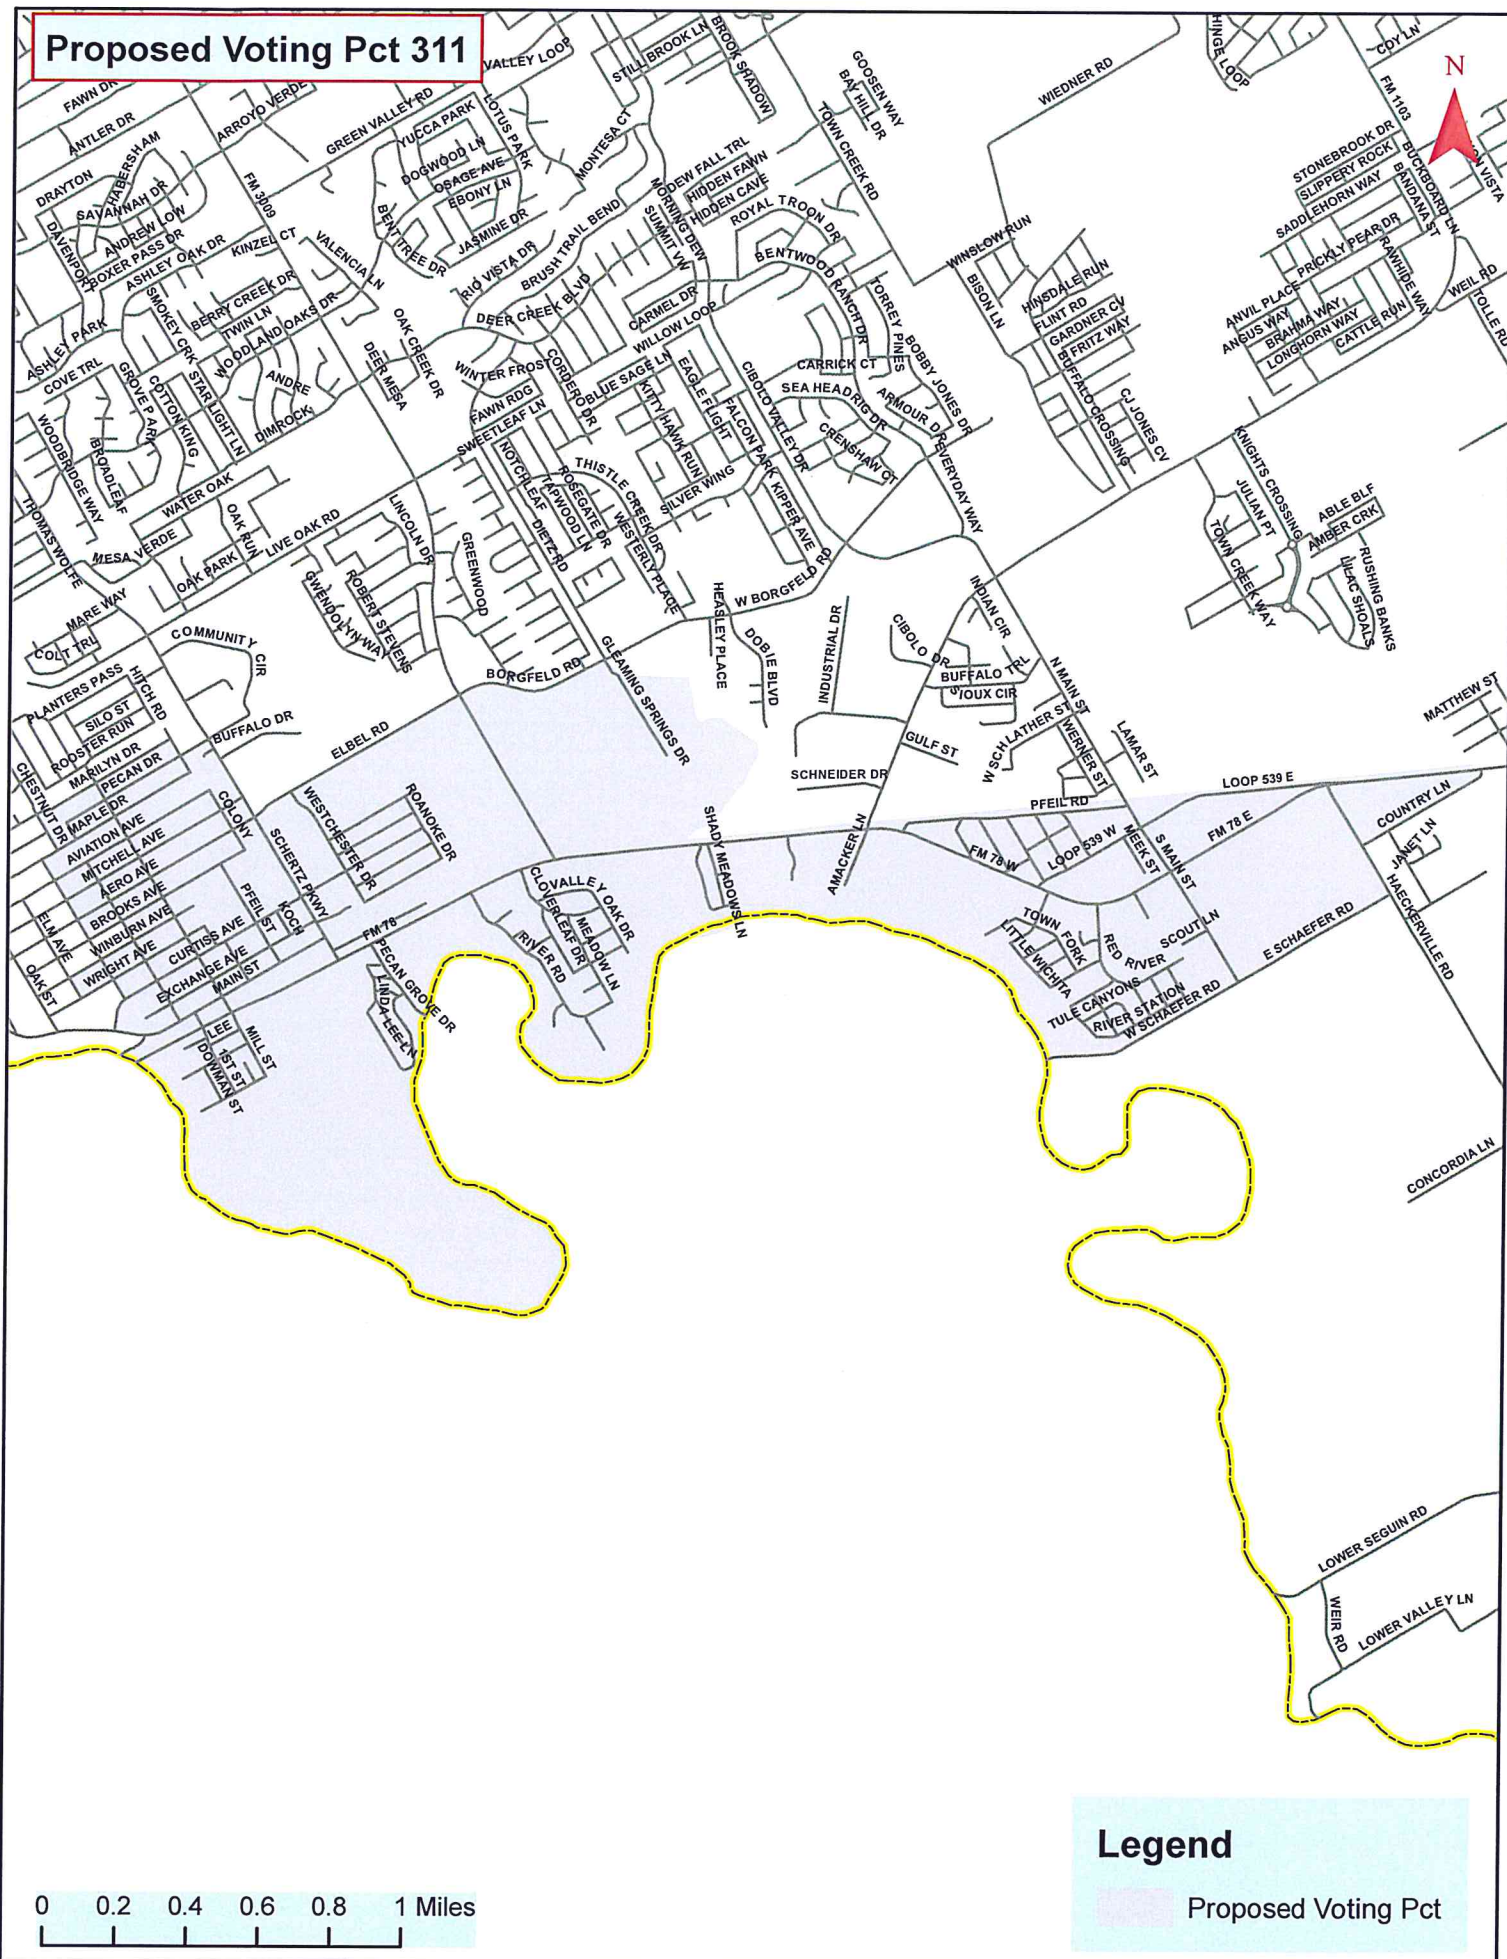 Proposed Voting Pct 311
N
VALLEY LOOP
STILL BROOK LN
BROOK SHADOW
GOOSEN WAY
BAY HILL DR
WIEDNER RD
HINGE LOOP
COY LN
FM 1103
FAWN DR
ANTLER DR
ARROYO VERDE
GREEN VALLEY RD
YUCCA PARK
LOTUS PARK
DOGWOOD LN
OSAGE AVE
EBONY LN
MONTESA CT
TOWN CREEK RD
DEW FALL TRL
HIDDEN FAWN
HIDDEN CAVE
STONEBROOK DR
SLIPPERY ROCK
SADDLEHORN WAY
BUCKBOARD LN
BANDANA ST
DRAYTON
HABERSHAM
SAVANNAH DR
ANDREW LOW
BOXER PASS DR
DAVENPORT
ASHLEY OAK DR
FM 3009
KINZEL CT
VALENCIA LN
BENT TREE DR
JASMINE DR
RIO VISTA DR
BRUSH TRAIL BEND
MORNING DEW
SUMMIT VW
ROYAL TROON DR
BENTWOOD RANCH DR
WINSLOW RUN
BISON LN
HINSDALE RUN
FLINT RD
GARDNER CV
FRITZ WAY
PRICKLY PEAR DR
RAWHIDE WAY
ANVIL PLACE
ANGUS WAY
BRAHMA WAY
LONGHORN WAY
CATTLE RUN
WEIL RD
TOLLE RD
SMOKEY CRK
BERRY CREEK DR
TWIN LN
WOODLAND OAKS DR
ASHLEY PARK
COVE TRL
GROVE PARK
COTTON KING
STAR LIGHT LN
ANDRE
DIMROCK
OAK CREEK DR
DEER MESA
DEER CREEK BLVD
WINTER FROST
CORDERO DR
FAWN RDG
SWEETLEAF LN
CARMEL DR
WILLOW LOOP
BLUE SAGE LN
EAGLE FLIGHT
KITTY HAWK RUN
FALCON PARK
CIBOLO VALLEY DR
CARRICK CT
TORREY PINES
BOBBY JONES DR
SEA HEAD
RIG DR
ARMOUR DR
CRENSHAW CT
EVERYDAY WAY
BUFFALO CROSSING
CJ JONES CV
WOODBRIDGE WAY
BROADLEAF
WATER OAK
THOMAS WOLFE
MESA VERDE
OAK RUN
OAK PARK
LIVE OAK RD
LINCOLN DR
NOTCHLEAF
THISTLE CREEK DR
ROSEGATE DR
TAPWOOD LN
DIETZ RD
WESTERLY PLACE
SILVER WING
KIPPER AVE
W BORGFELD RD
KNIGHTS CROSSING
JULIAN PT
TOWN CREEK WAY
ABLE BLF
AMBER CRK
RUSHING BANKS
LILAC SHOALS
MARE WAY
COLT TRL
COMMUNITY CIR
GWENDOLYN WAY
ROBERT STEVENS
GREENWOOD
BORGFELD RD
GLEAMING SPRINGS DR
HEASLEY PLACE
DOBIE BLVD
INDUSTRIAL DR
CIBOLO DR
INDIAN CIR
BUFFALO TRL
SIOUX CIR
N MAIN ST
PLANTERS PASS
HITCH RD
SILO ST
ROOSTER RUN
MARILYN DR
PECAN DR
BUFFALO DR
ELBEL RD
GULF ST
SCHNEIDER DR
W SCHLATHER ST
WERNER ST
LAMAR ST
MATTHEW ST
CHESTNUT DR
MAPLE DR
AVIATION AVE
MITCHELL AVE
AERO AVE
BROOKS AVE
WINBURN AVE
WRIGHT AVE
ELM AVE
OAK ST
COLONY
SCHERTZ PKWY
WESTCHESTER DR
ROANOKE DR
PFEIL ST
KOCH
CURTISS AVE
EXCHANGE AVE
MAIN ST
FM 78
PECAN GROVE DR
LINDA LEE LN
LEE
1ST ST
DOWMAN ST
MILL ST
VALLEY OAK DR
CLOVERLEAF DR
MEADOW LN
RIVER RD
SHADY MEADOWS LN
AMACKER LN
PFEIL RD
LOOP 539 E
FM 78 W
LOOP 539 W
MEEK ST
S MAIN ST
FM 78 E
COUNTRY LN
JANET LN
HAECKERVILLE RD
TOWN FORK
LITTLE WICHITA
RED RIVER
SCOUT LN
TULE CANYONS
RIVER STATION
W SCHAEFER RD
E SCHAEFER RD
CONCORDIA LN
LOWER SEGUIN RD
WEIR RD
LOWER VALLEY LN
Legend
Proposed Voting Pct
0 0.2 0.4 0.6 0.8 1 Miles